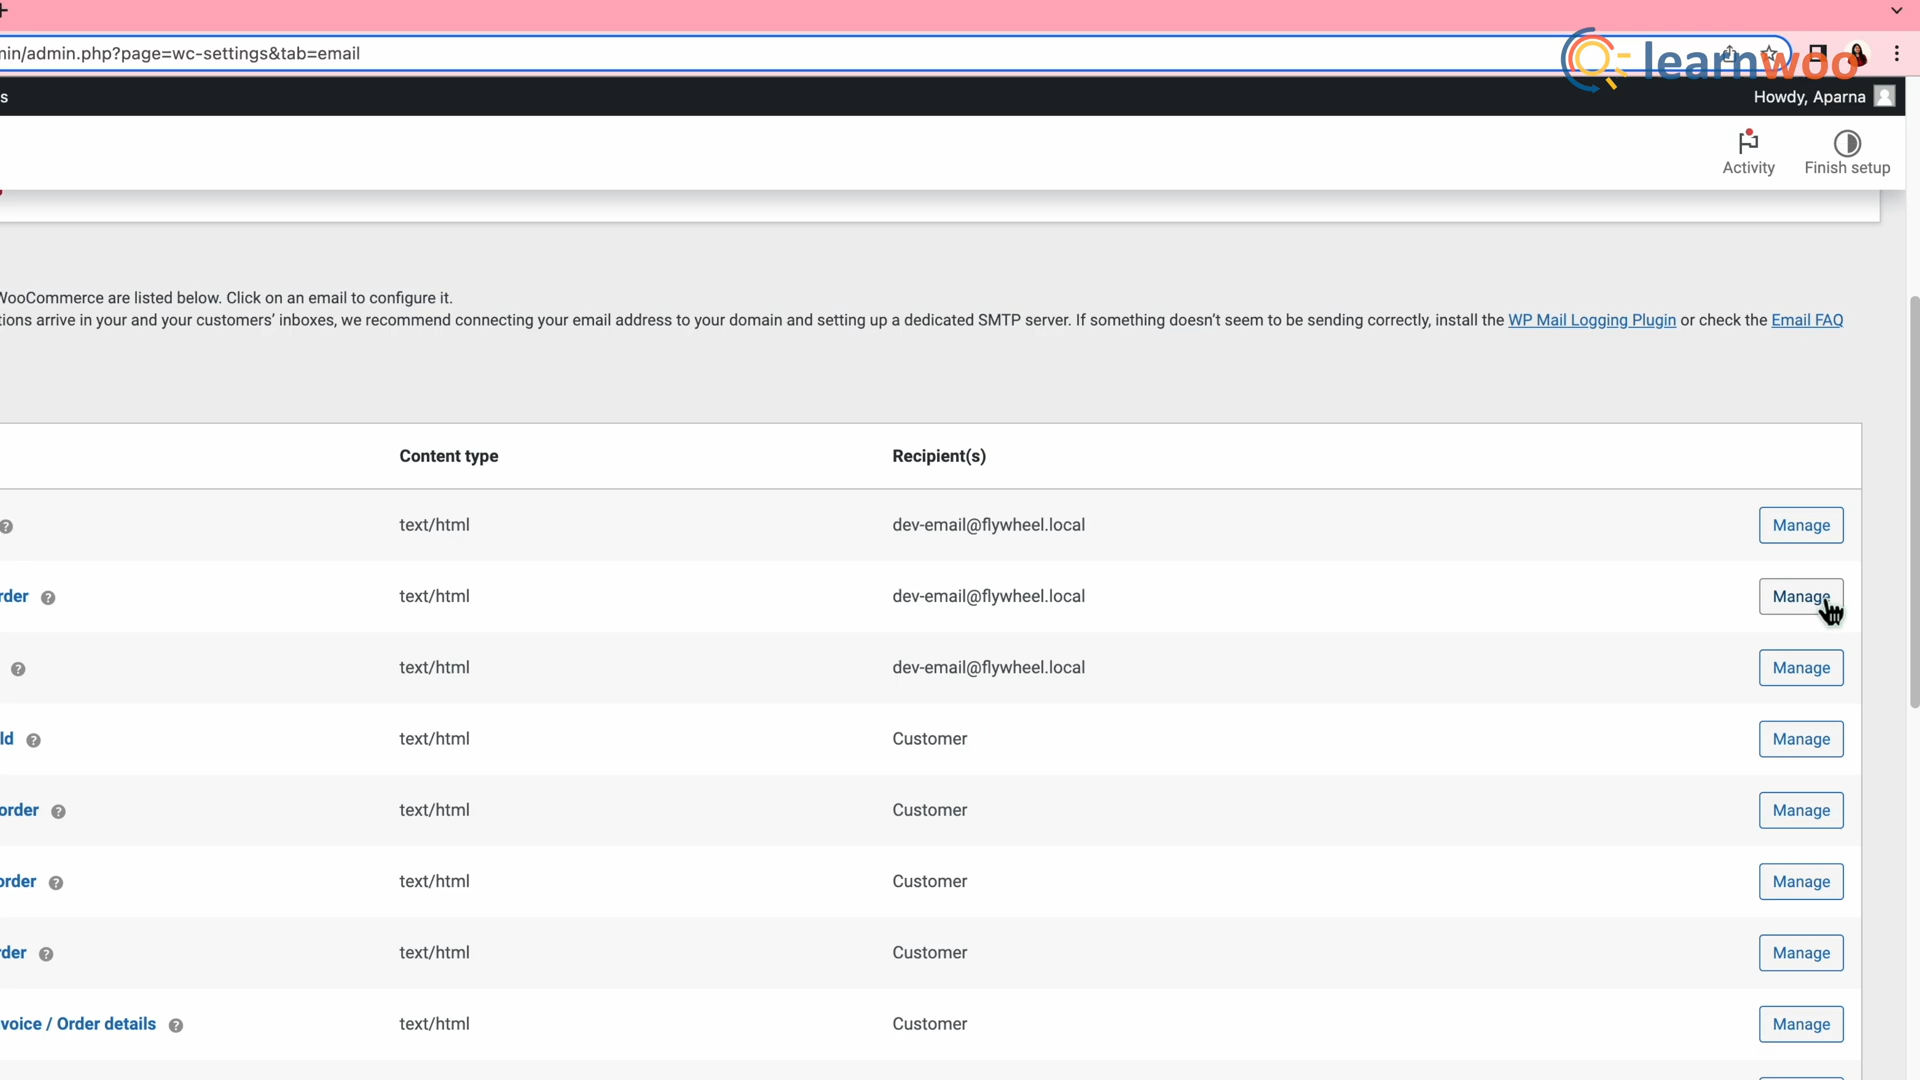 min/admin.php?page=wc-settings&tab=email
learnwoo
s
Howdy, Aparna
Activity
Finish setup
WooCommerce are listed below. Click on an email to configure it.
tions arrive in your and your customers' inboxes, we recommend connecting your email address to your domain and setting up a dedicated SMTP server. If something doesn't seem to be sending correctly, install the WP Mail Logging Plugin or check the Email FAQ
Content type Recipient(s)
text/html dev-email@flywheel.local Manage
rder text/html dev-email@flywheel.local Manage
text/html dev-email@flywheel.local Manage
ld text/html Customer Manage
order text/html Customer Manage
order text/html Customer Manage
rder text/html Customer Manage
voice / Order details text/html Customer Manage